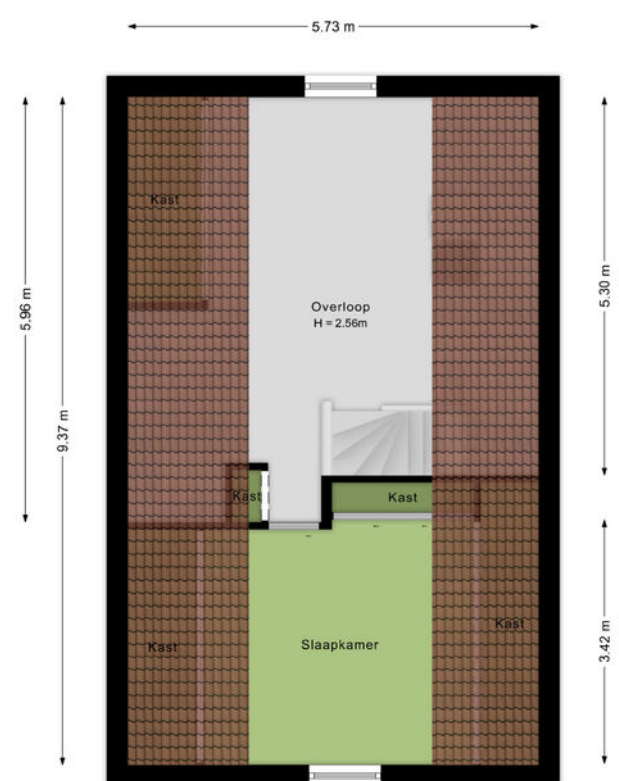 5.73 m
Kast
5.96 m
5.30 m
Overloop
H = 2.56m
9.37 m
Kast
Kast
Kast
3.42 m
Slaapkamer
Kast